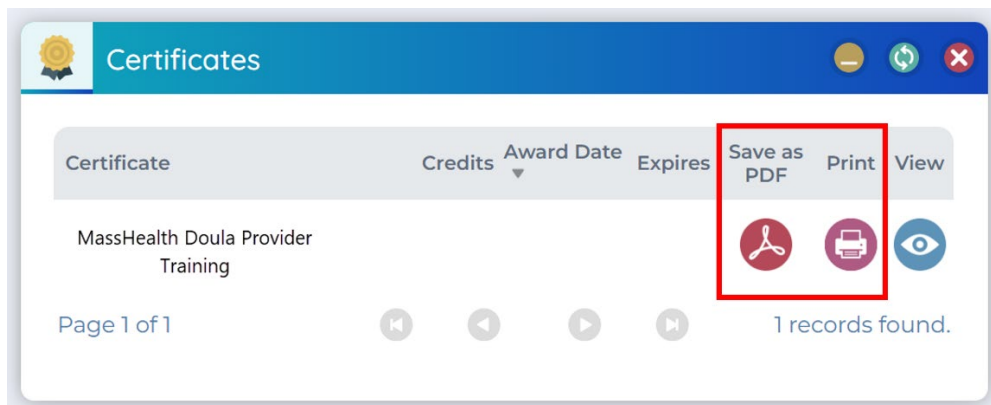 Certificates
Certificate Credits Award Date Expires Save as PDF Print View
MassHealth Doula Provider
Training
Page 1 of 1 1 records found.